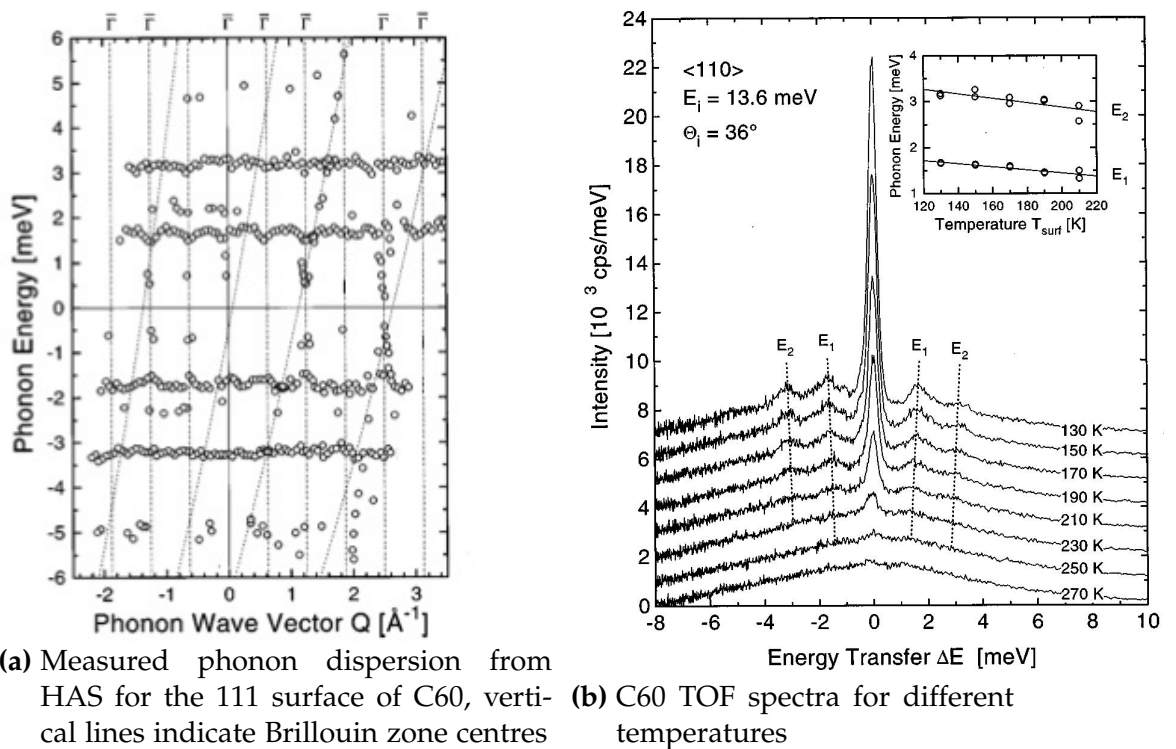 Γ̄ Γ̄ Γ̄ Γ̄ Γ̄ Γ̄ Γ̄
6
5
4
3
2
1
0
-1
-2
-3
-4
-5
-6
Phonon Energy [meV]
-2 -1 0 1 2 3
Phonon Wave Vector Q [Å⁻¹]
(a) Measured phonon dispersion from
HAS for the 111 surface of C60, verti-
cal lines indicate Brillouin zone centres
24
22
20
18
16
14
12
10
8
6
4
2
0
Intensity [10 ³ cps/meV]
<110>
E_i = 13.6 meV
Θ_i = 36°
Phonon Energy [meV]
4
3
2
1
E₂
E₁
120 140 160 180 200 220
Temperature T_surf [K]
E₂ E₁ E₁ E₂
130 K
150 K
170 K
190 K
210 K
230 K
250 K
270 K
-8 -6 -4 -2 0 2 4 6 8 10
Energy Transfer ΔE [meV]
(b) C60 TOF spectra for different
temperatures